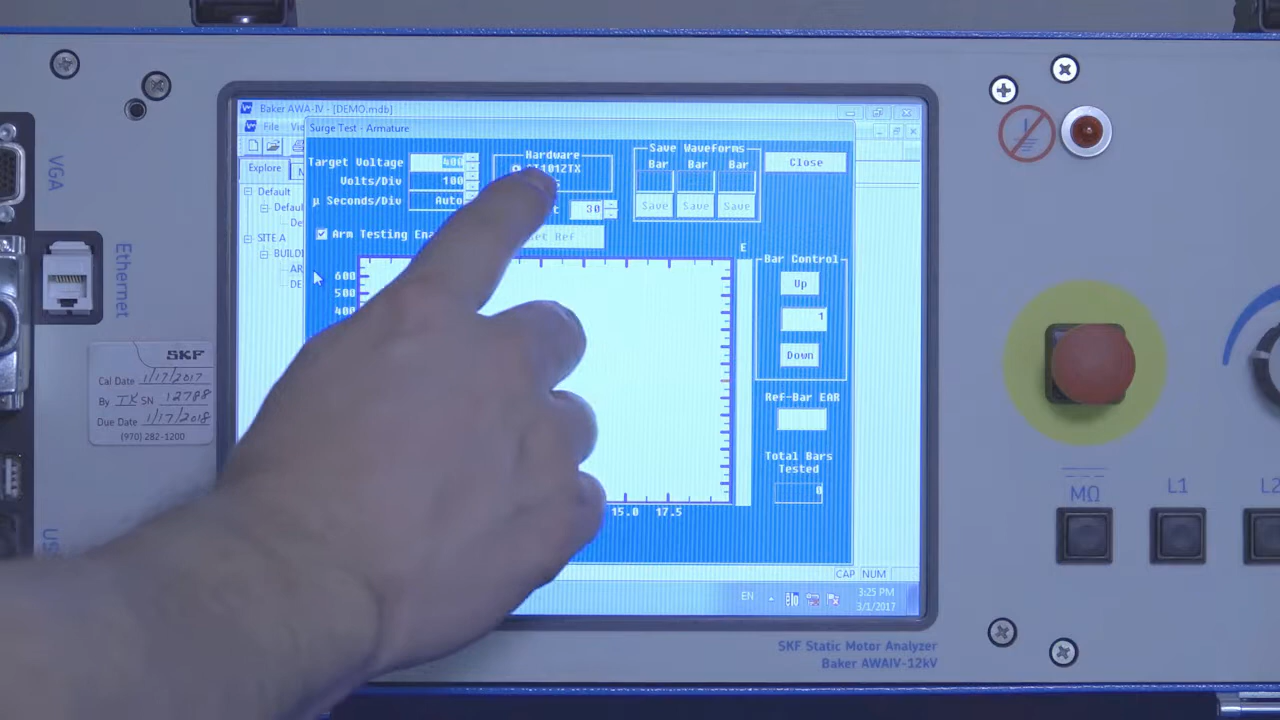 VGA
Ethernet
SKF
Cal Date 1/17/2017
By TK SN 12788
Due Date 1/17/2018
(970) 282-1200
Baker AWA-IV - [DEMO.mdb]
File
Surge Test - Armature
Explore
Default
SITE A
Target Voltage 400
Volts/Div 100
µ Seconds/Div Auto
Arm Testing
Hardware
30
Ref
Save Waveforms
Bar Bar Bar
Save Save Save
Close
E
Bar Control
Up
1
Down
Ref-Bar EAR
Total Bars
Tested
0
600
500
15.0 17.5
CAP NUM
EN
3:25 PM
3/1/2017
SKF Static Motor Analyzer
Baker AWAIV-12kV
MΩ
L1
L2